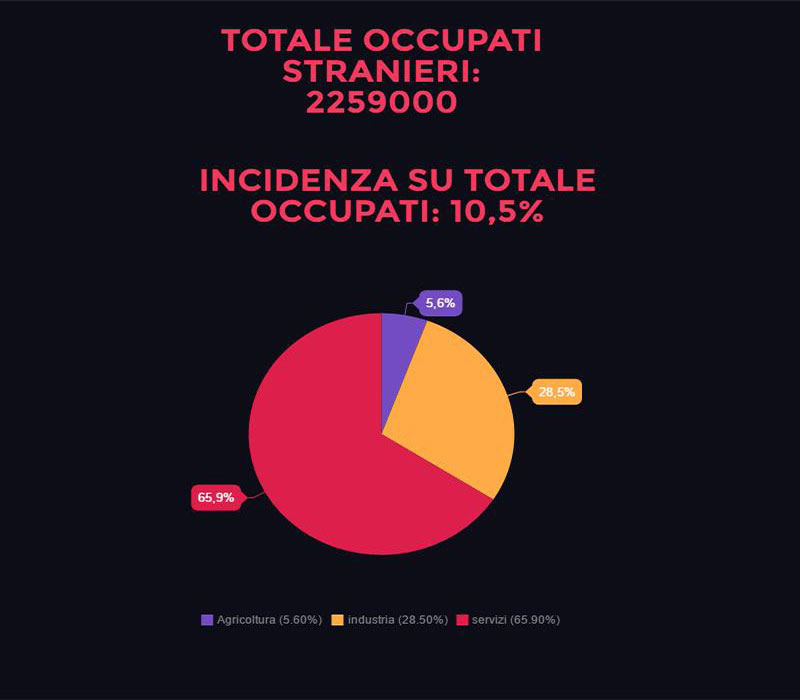 TOTALE OCCUPATI
STRANIERI:
2259000
INCIDENZA SU TOTALE
OCCUPATI: 10,5%
5,6%
28,5%
65,9%
Agricoltura (5.60%) industria (28.50%) servizi (65.90%)